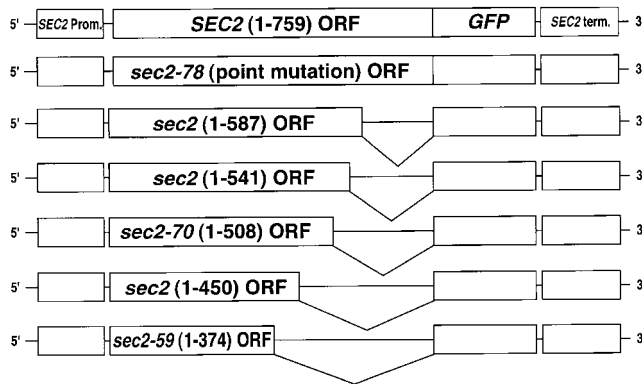 5' SEC2 Prom. SEC2 (1-759) ORF GFP SEC2 term. 3
5' sec2-78 (point mutation) ORF 3
5' sec2 (1-587) ORF 3
5' sec2 (1-541) ORF 3
5' sec2-70 (1-508) ORF 3
5' sec2 (1-450) ORF 3
5' sec2-59 (1-374) ORF 3